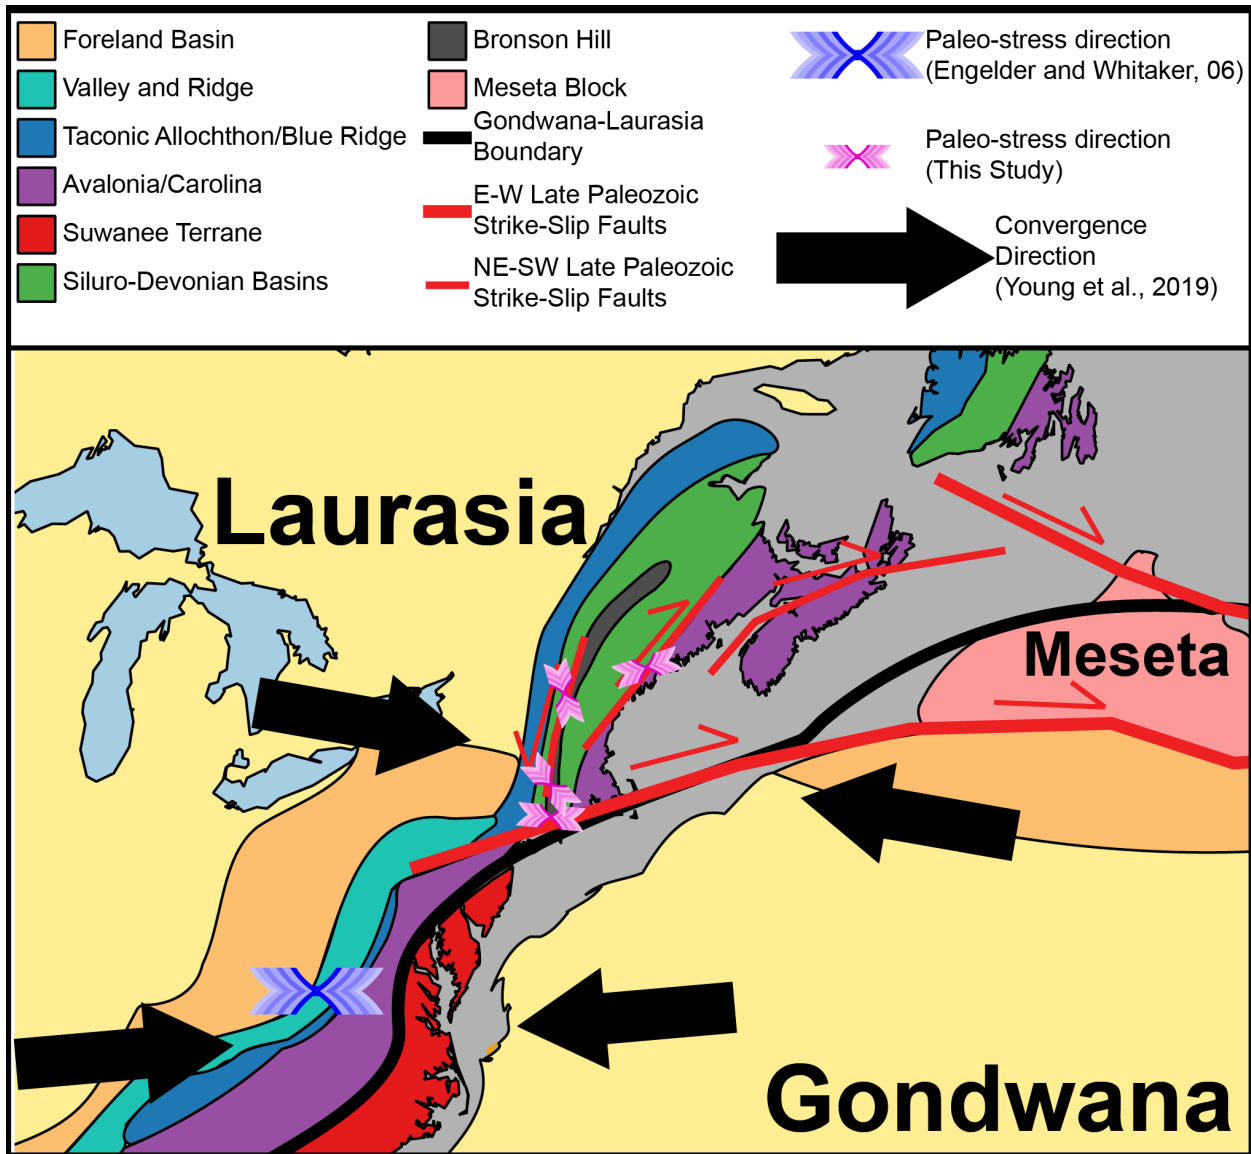 Foreland Basin
Valley and Ridge
Taconic Allochthon/Blue Ridge
Avalonia/Carolina
Suwanee Terrane
Siluro-Devonian Basins
Bronson Hill
Meseta Block
Gondwana-Laurasia
Boundary
E-W Late Paleozoic
Strike-Slip Faults
NE-SW Late Paleozoic
Strike-Slip Faults
Paleo-stress direction
(Engelder and Whitaker, 06)
Paleo-stress direction
(This Study)
Convergence
Direction
(Young et al., 2019)
Laurasia
Meseta
Gondwana